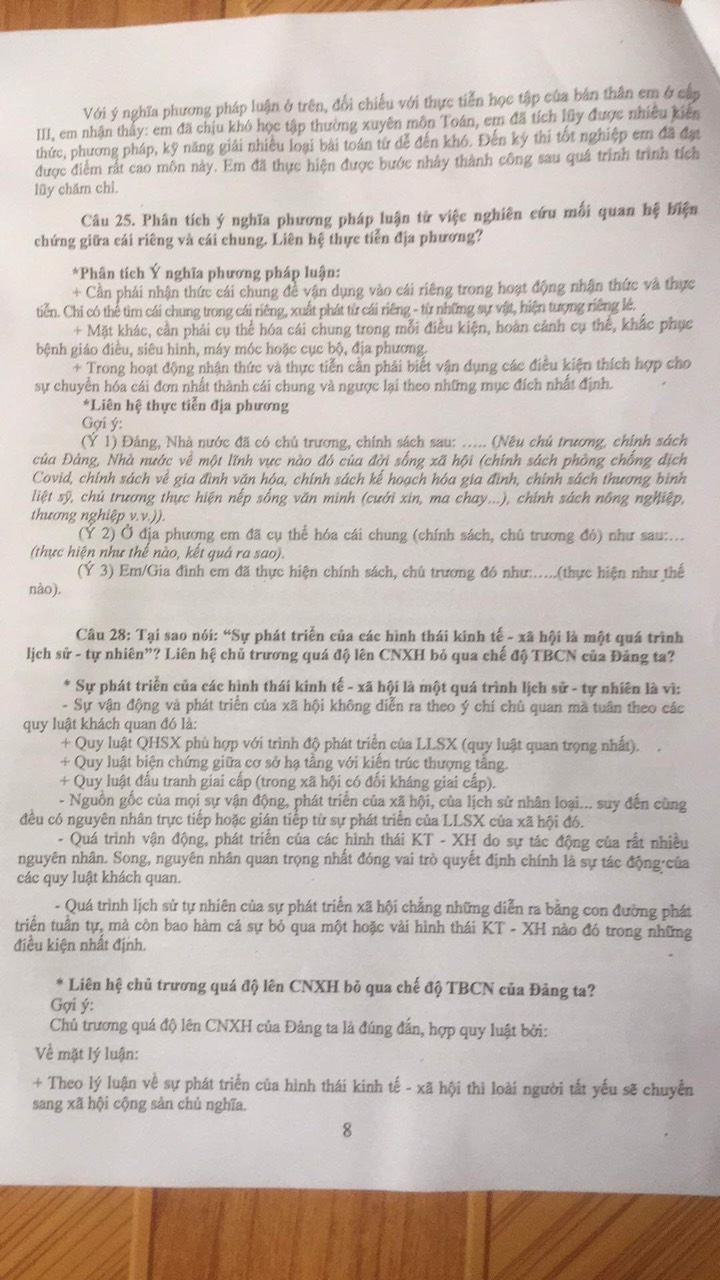 Với ý nghĩa phương pháp luận ở trên, đối chiếu với thực tiễn học tập của bản thân em ở cấp
III, em nhận thấy: em đã chịu khó học tập thường xuyên môn Toán, em đã tích lũy được nhiều kiến
thức, phương pháp, kỹ năng giải nhiều loại bài toán từ dễ đến khó. Đến kỳ thi tốt nghiệp em đã đạt
được điểm rất cao môn này. Em đã thực hiện được bước nhảy thành công sau quá trình trình tích
lũy chăm chỉ.
Câu 25. Phân tích ý nghĩa phương pháp luận từ việc nghiên cứu mối quan hệ biện
chứng giữa cái riêng và cái chung. Liên hệ thực tiễn địa phương?
*Phân tích Ý nghĩa phương pháp luận:
+ Cần phải nhận thức cái chung để vận dụng vào cái riêng trong hoạt động nhận thức và thực
tiễn. Chỉ có thể tìm cái chung trong cái riêng, xuất phát từ cái riêng - từ những sự vật, hiện tượng riêng lẻ.
+ Mặt khác, cần phải cụ thể hóa cái chung trong mỗi điều kiện, hoàn cảnh cụ thể, khắc phục
bệnh giáo điều, siêu hình, máy móc hoặc cục bộ, địa phương.
+ Trong hoạt động nhận thức và thực tiễn cần phải biết vận dụng các điều kiện thích hợp cho
sự chuyển hóa cái đơn nhất thành cái chung và ngược lại theo những mục đích nhất định.
*Liên hệ thực tiễn địa phương
Gợi ý:
(Ý 1) Đảng, Nhà nước đã có chủ trương, chính sách sau: ..... (Nêu chủ trương, chính sách
của Đảng, Nhà nước về một lĩnh vực nào đó của đời sống xã hội (chính sách phòng chống dịch
Covid, chính sách về gia đình văn hóa, chính sách kế hoạch hóa gia đình, chính sách thương binh
liệt sỹ, chủ trương thực hiện nếp sống văn minh (cưới xin, ma chay...), chính sách nông nghiệp,
thương nghiệp v.v.)).
(Ý 2) Ở địa phương em đã cụ thể hóa cái chung (chính sách, chủ trương đó) như sau:...
(thực hiện như thế nào, kết quả ra sao).
(Ý 3) Em/Gia đình em đã thực hiện chính sách, chủ trương đó như:.....(thực hiện như thế
nào).
Câu 28: Tại sao nói: “Sự phát triển của các hình thái kinh tế - xã hội là một quá trình
lịch sử - tự nhiên”? Liên hệ chủ trương quá độ lên CNXH bỏ qua chế độ TBCN của Đảng ta?
* Sự phát triển của các hình thái kinh tế - xã hội là một quá trình lịch sử - tự nhiên là vì:
- Sự vận động và phát triển của xã hội không diễn ra theo ý chí chủ quan mà tuân theo các
quy luật khách quan đó là:
+ Quy luật QHSX phù hợp với trình độ phát triển của LLSX (quy luật quan trọng nhất).
+ Quy luật biện chứng giữa cơ sở hạ tầng với kiến trúc thượng tầng.
+ Quy luật đấu tranh giai cấp (trong xã hội có đối kháng giai cấp).
- Nguồn gốc của mọi sự vận động, phát triển của xã hội, của lịch sử nhân loại... suy đến cùng
đều có nguyên nhân trực tiếp hoặc gián tiếp từ sự phát triển của LLSX của xã hội đó.
- Quá trình vận động, phát triển của các hình thái KT - XH do sự tác động của rất nhiều
nguyên nhân. Song, nguyên nhân quan trọng nhất đóng vai trò quyết định chính là sự tác động của
các quy luật khách quan.
- Quá trình lịch sử tự nhiên của sự phát triển xã hội chẳng những diễn ra bằng con đường phát
triển tuần tự, mà còn bao hàm cả sự bỏ qua một hoặc vài hình thái KT - XH nào đó trong những
điều kiện nhất định.
* Liên hệ chủ trương quá độ lên CNXH bỏ qua chế độ TBCN của Đảng ta?
Gợi ý:
Chủ trương quá độ lên CNXH của Đảng ta là đúng đắn, hợp quy luật bởi:
Về mặt lý luận:
+ Theo lý luận về sự phát triển của hình thái kinh tế - xã hội thì loài người tất yếu sẽ chuyển
sang xã hội cộng sản chủ nghĩa.
8